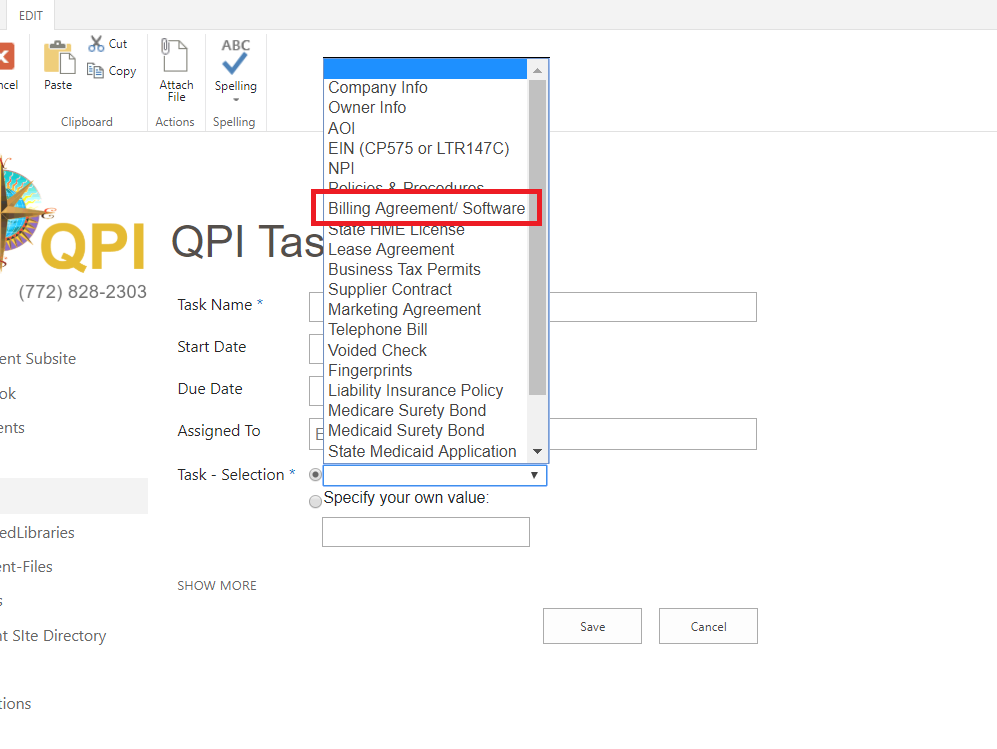 EDIT
Cut
Copy
Paste
Clipboard
Attach
File
Actions
ABC
Spelling
Spelling
QPI
(772) 828-2303
QPI Tas
Company Info
Owner Info
AOI
EIN (CP575 or LTR147C)
NPI
Policies & Procedures
Billing Agreement/ Software
State HME License
Lease Agreement
Business Tax Permits
Supplier Contract
Marketing Agreement
Telephone Bill
Voided Check
Fingerprints
Liability Insurance Policy
Medicare Surety Bond
Medicaid Surety Bond
State Medicaid Application
Task Name *
Start Date
Due Date
Assigned To
E
Task - Selection *
Specify your own value:
SHOW MORE
Save
Cancel
ncel
ent Subsite
ok
ents
edLibraries
ent-Files
s
nt SIte Directory
tions